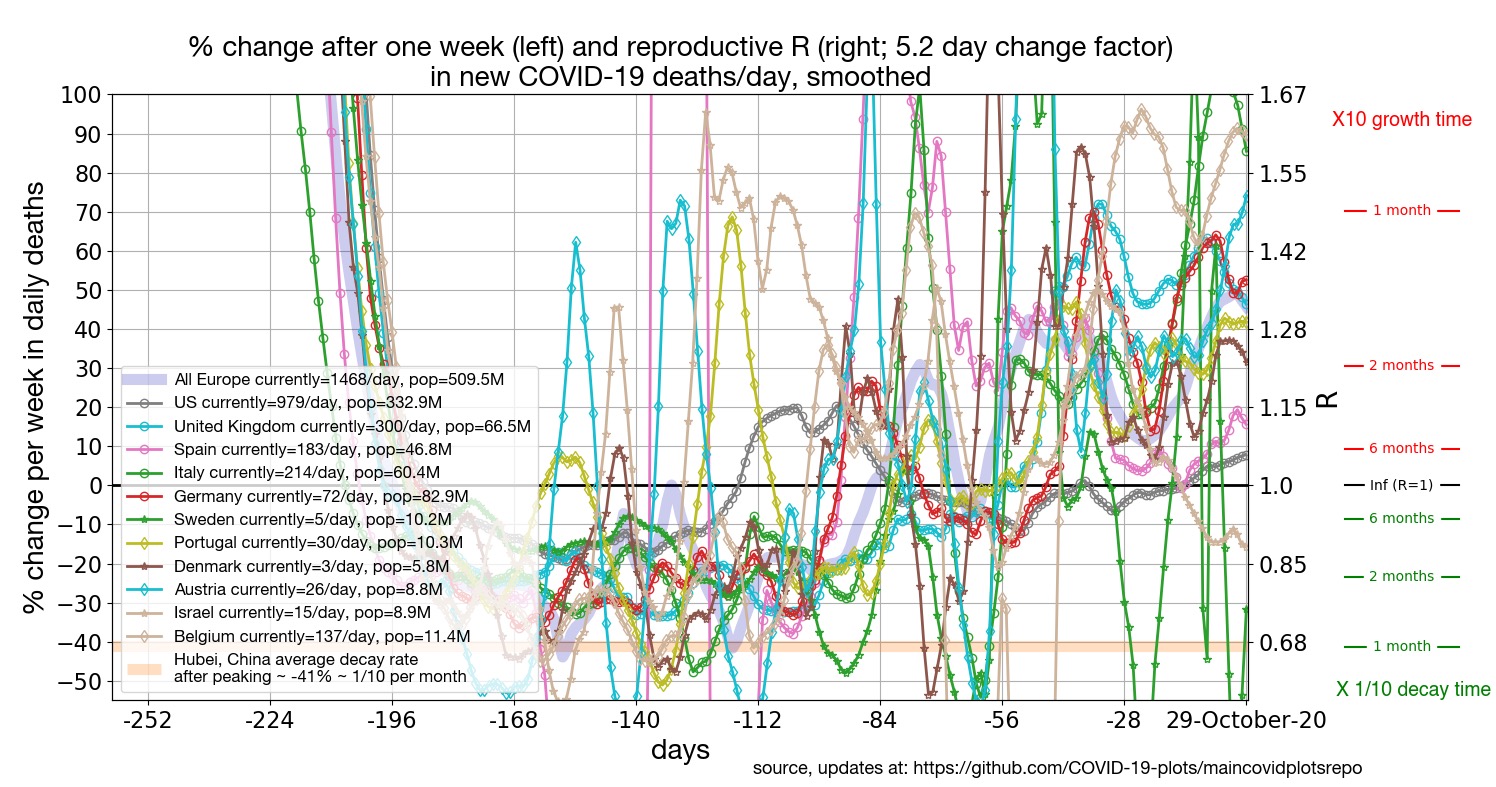 % change after one week (left) and reproductive R (right; 5.2 day change factor)
in new COVID-19 deaths/day, smoothed
100
90
80
70
60
50
40
30
20
10
0
−10
−20
−30
−40
−50
% change per week in daily deaths
All Europe currently=1468/day, pop=509.5M
US currently=979/day, pop=332.9M
United Kingdom currently=300/day, pop=66.5M
Spain currently=183/day, pop=46.8M
Italy currently=214/day, pop=60.4M
Germany currently=72/day, pop=82.9M
Sweden currently=5/day, pop=10.2M
Portugal currently=30/day, pop=10.3M
Denmark currently=3/day, pop=5.8M
Austria currently=26/day, pop=8.8M
Israel currently=15/day, pop=8.9M
Belgium currently=137/day, pop=11.4M
Hubei, China average decay rate
after peaking ~ -41% ~ 1/10 per month
1.67
1.55
1.42
1.28
1.15
1.0
0.85
0.68
R
X10 growth time
1 month
2 months
6 months
Inf (R=1)
6 months
2 months
1 month
X 1/10 decay time
-252 -224 -196 -168 -140 -112 -84 -56 -28 29-October-20
days
source, updates at: https://github.com/COVID-19-plots/maincovidplotsrepo